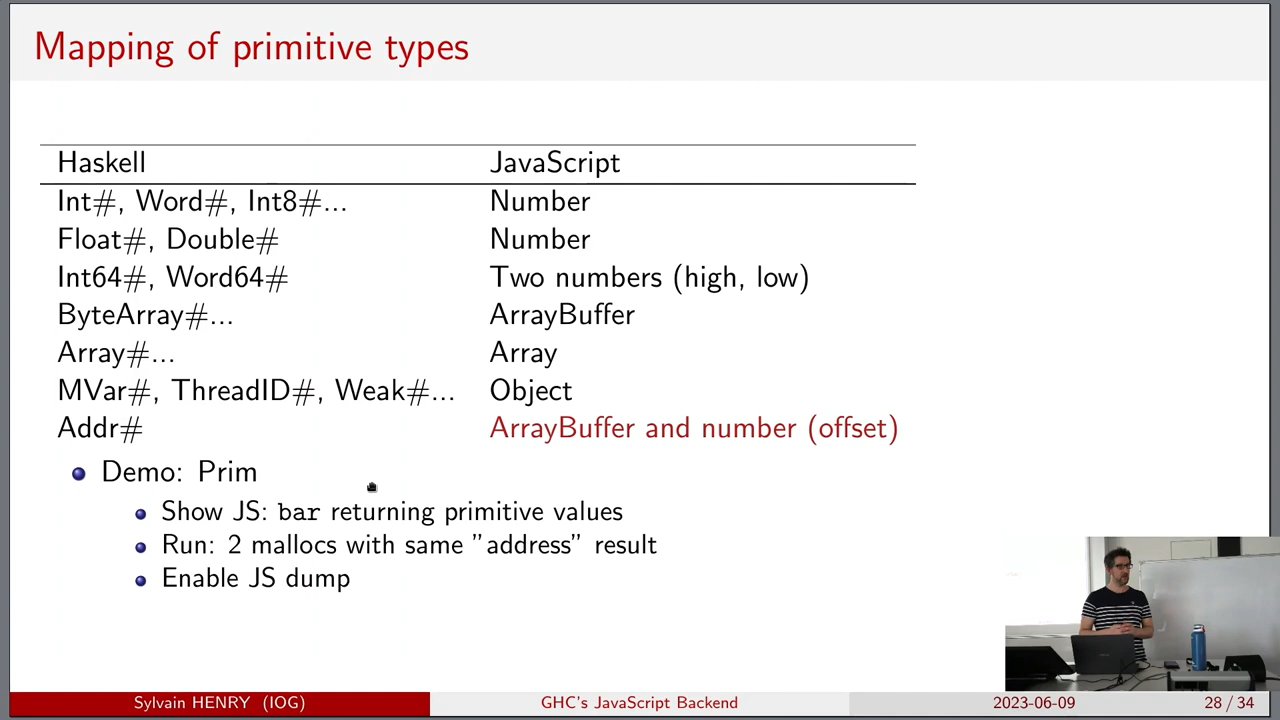 Mapping of primitive types
Haskell JavaScript
Int#, Word#, Int8#... Number
Float#, Double# Number
Int64#, Word64# Two numbers (high, low)
ByteArray#... ArrayBuffer
Array#... Array
MVar#, ThreadID#, Weak#... Object
Addr# ArrayBuffer and number (offset)
Demo: Prim
Show JS: bar returning primitive values
Run: 2 mallocs with same "address" result
Enable JS dump
Sylvain HENRY (IOG) GHC's JavaScript Backend 2023-06-09 28 / 34